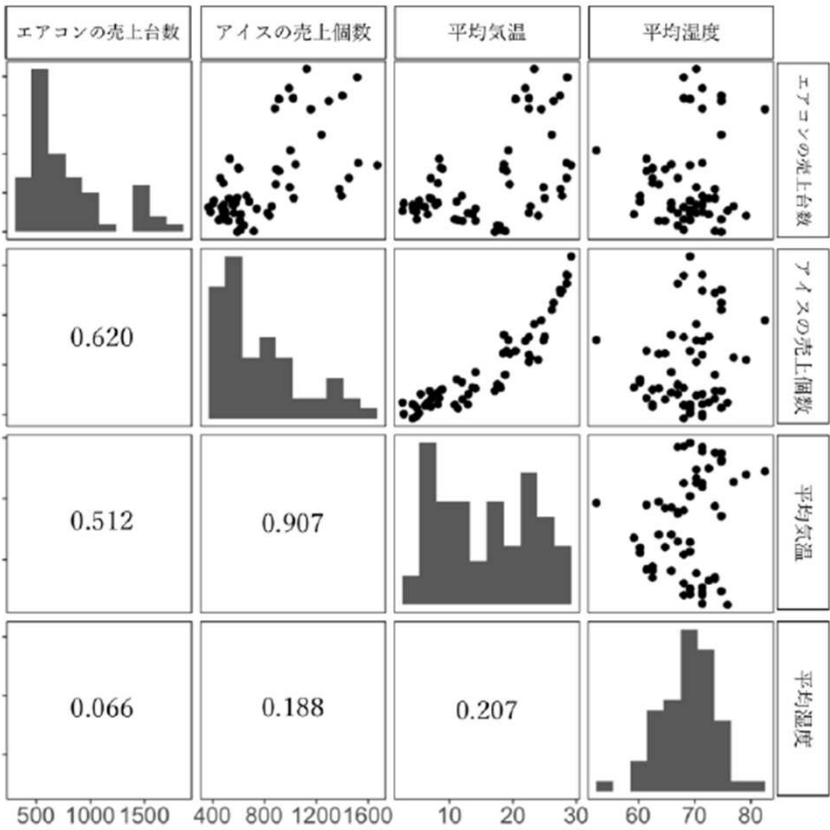 エアコンの売上台数 アイスの売上個数 平均気温 平均湿度
エアコンの売上台数
0.620
アイスの売上個数
0.512 0.907
平均気温
0.066 0.188 0.207
平均湿度
500 1000 1500 400 800 1200 1600 10 20 30 60 70 80